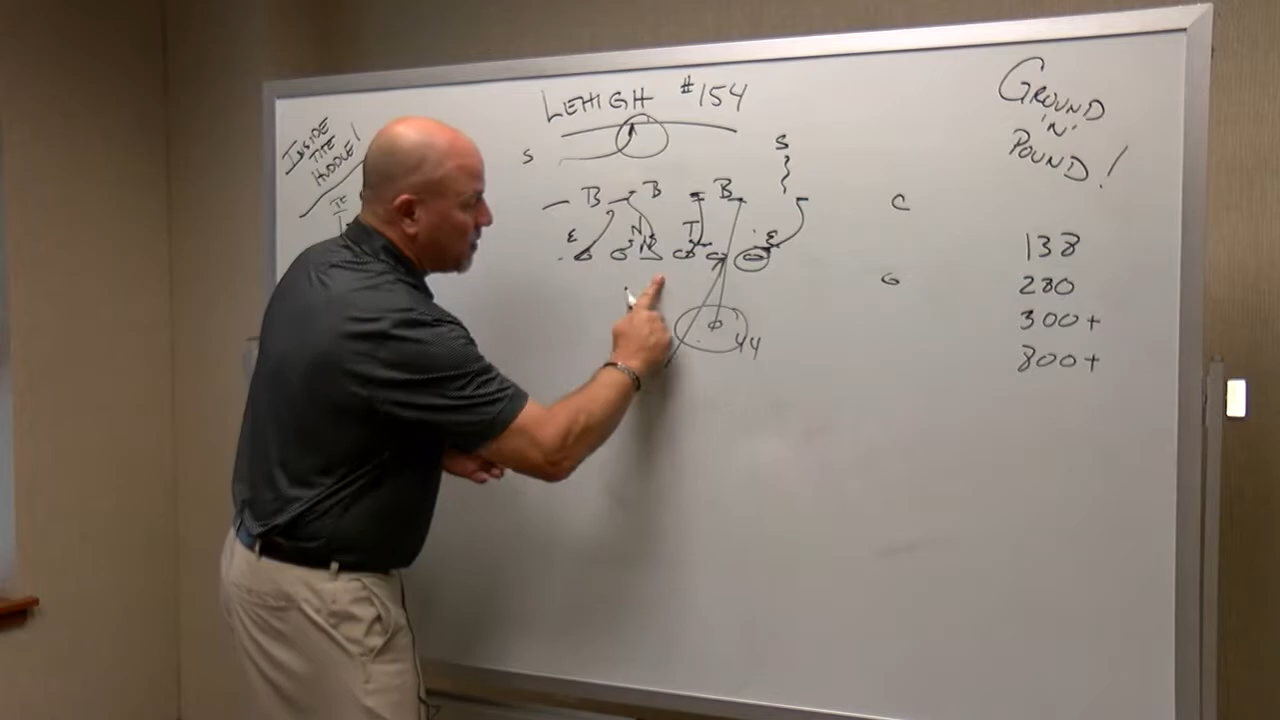 LEHIGH #154
INSIDE
THE
HUDDLE!
GROUND
'N'
POUND!
S
S
B B B
C
E N T E
G
44
138
280
300+
800+